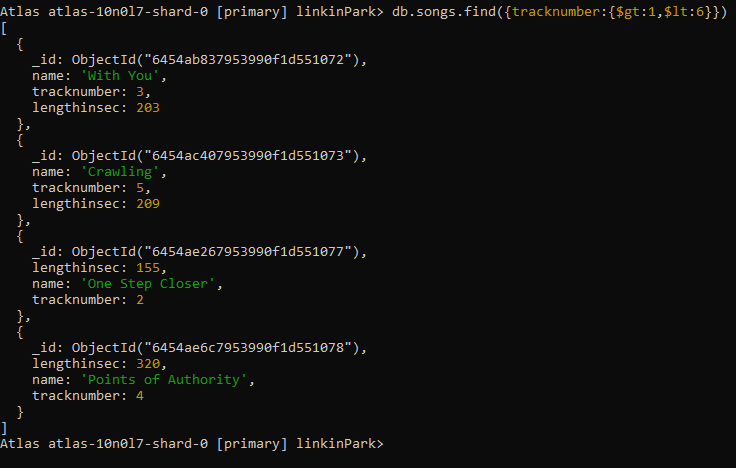 Atlas atlas-10n0l7-shard-0 [primary] linkinPark> db.songs.find({tracknumber:{$gt:1,$lt:6}})
[
  {
    _id: ObjectId("6454ab837953990f1d551072"),
    name: 'With You',
    tracknumber: 3,
    lengthinsec: 203
  },
  {
    _id: ObjectId("6454ac407953990f1d551073"),
    name: 'Crawling',
    tracknumber: 5,
    lengthinsec: 209
  },
  {
    _id: ObjectId("6454ae267953990f1d551077"),
    lengthinsec: 155,
    name: 'One Step Closer',
    tracknumber: 2
  },
  {
    _id: ObjectId("6454ae6c7953990f1d551078"),
    lengthinsec: 320,
    name: 'Points of Authority',
    tracknumber: 4
  }
]
Atlas atlas-10n0l7-shard-0 [primary] linkinPark>